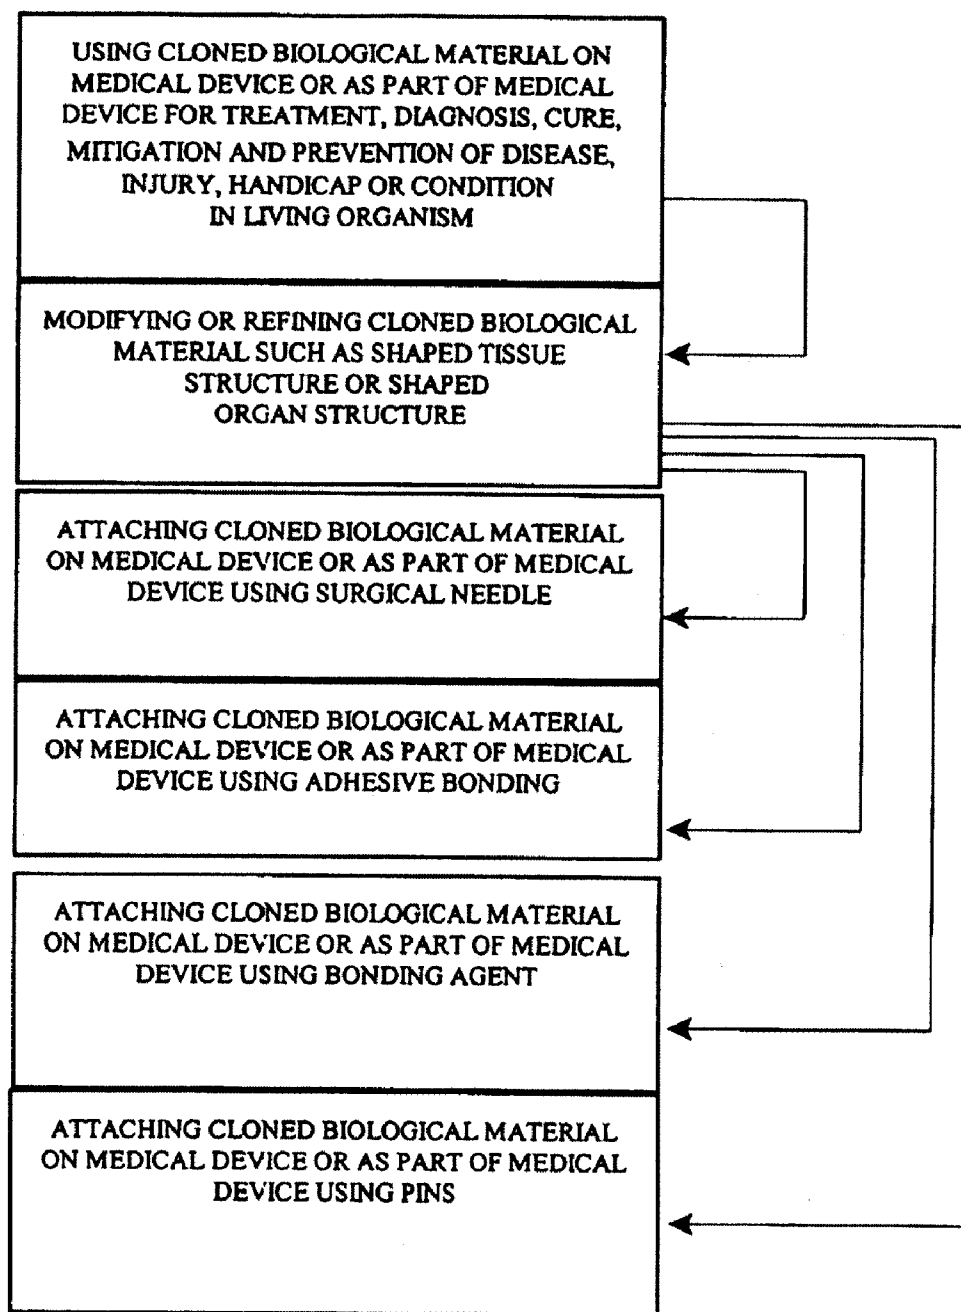 USING CLONED BIOLOGICAL MATERIAL ON
MEDICAL DEVICE OR AS PART OF MEDICAL
DEVICE FOR TREATMENT, DIAGNOSIS, CURE,
MITIGATION AND PREVENTION OF DISEASE,
INJURY, HANDICAP OR CONDITION
IN LIVING ORGANISM
MODIFYING OR REFINING CLONED BIOLOGICAL
MATERIAL SUCH AS SHAPED TISSUE
STRUCTURE OR SHAPED
ORGAN STRUCTURE
ATTACHING CLONED BIOLOGICAL MATERIAL
ON MEDICAL DEVICE OR AS PART OF MEDICAL
DEVICE USING SURGICAL NEEDLE
ATTACHING CLONED BIOLOGICAL MATERIAL
ON MEDICAL DEVICE OR AS PART OF MEDICAL
DEVICE USING ADHESIVE BONDING
ATTACHING CLONED BIOLOGICAL MATERIAL
ON MEDICAL DEVICE OR AS PART OF MEDICAL
DEVICE USING BONDING AGENT
ATTACHING CLONED BIOLOGICAL MATERIAL
ON MEDICAL DEVICE OR AS PART OF MEDICAL
DEVICE USING PINS